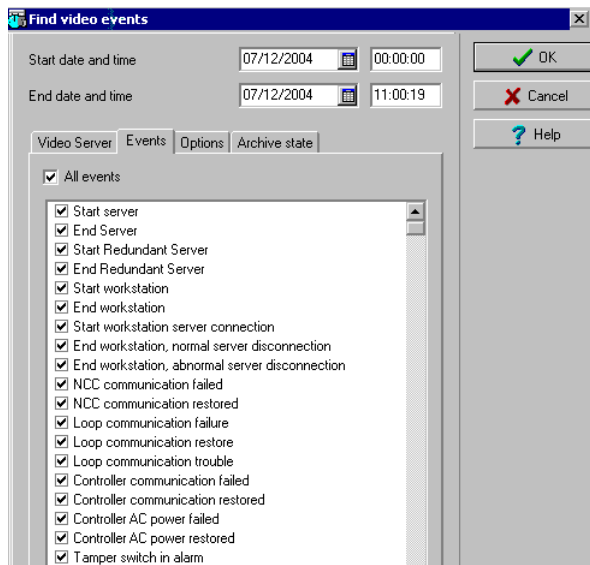 Find video events
Start date and time 07/12/2004 00:00:00 OK
End date and time 07/12/2004 11:00:19 Cancel
Help
Video Server Events Options Archive state
All events
Start server
End Server
Start Redundant Server
End Redundant Server
Start workstation
End workstation
Start workstation server connection
End workstation, normal server disconnection
End workstation, abnormal server disconnection
NCC communication failed
NCC communication restored
Loop communication failure
Loop communication restore
Loop communication trouble
Controller communication failed
Controller communication restored
Controller AC power failed
Controller AC power restored
Tamper switch in alarm